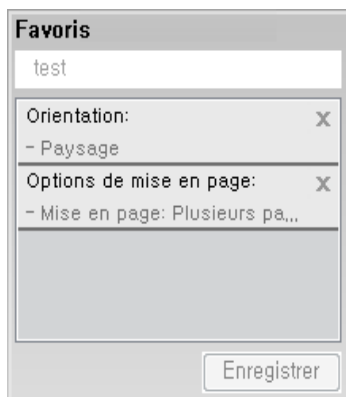 Favoris
test
Orientation:
X
- Paysage
Options de mise en page:
X
- Mise en page: Plusieurs pa...
Enregistrer